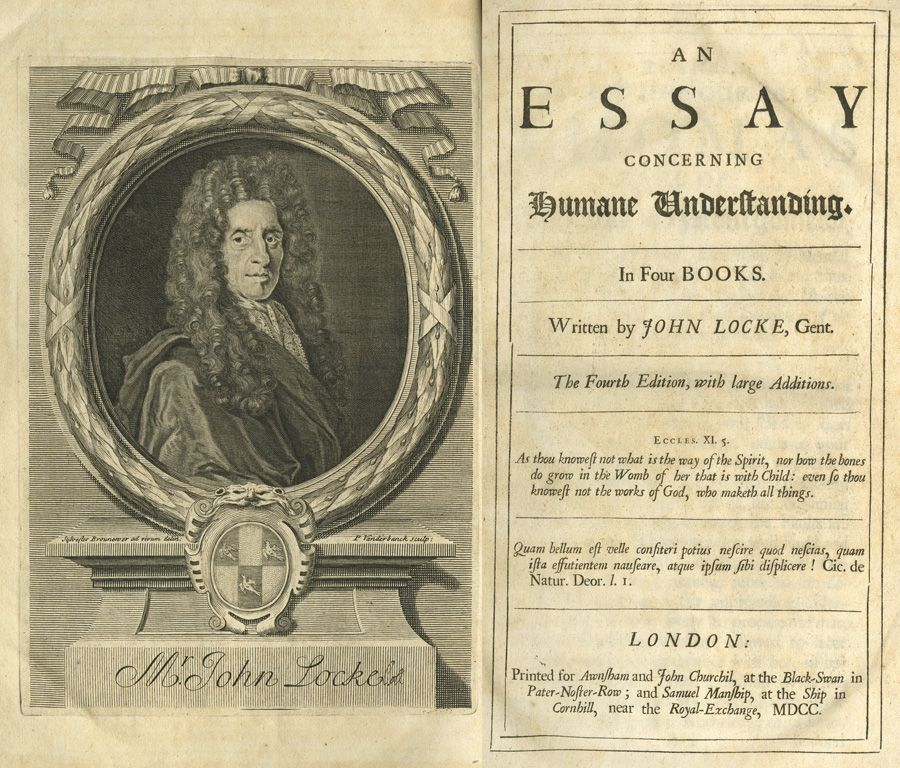 Sylvester Brounower ad vivum delin:
P. Vanderbanck sculp:
Mr. John Locke
AN
ESSAY
CONCERNING
Humane Underſtanding.
In Four BOOKS.
Written by JOHN LOCKE, Gent.
The Fourth Edition, with large Additions.
ECCLES. XI. 5.
As thou knoweſt not what is the way of the Spirit, nor how the bones
do grow in the Womb of her that is with Child: even ſo thou
knoweſt not the works of God, who maketh all things.
Quam bellum eſt velle confiteri potius neſcire quod neſcias, quam
iſta effutientem nauſeare, atque ipſum ſibi diſplicere! Cic. de
Natur. Deor. l. 1.
LONDON:
Printed for Awnſham and John Churchil, at the Black-Swan in
Pater-Noſter-Row; and Samuel Manſhip, at the Ship in
Cornhill, near the Royal-Exchange, MDCC.